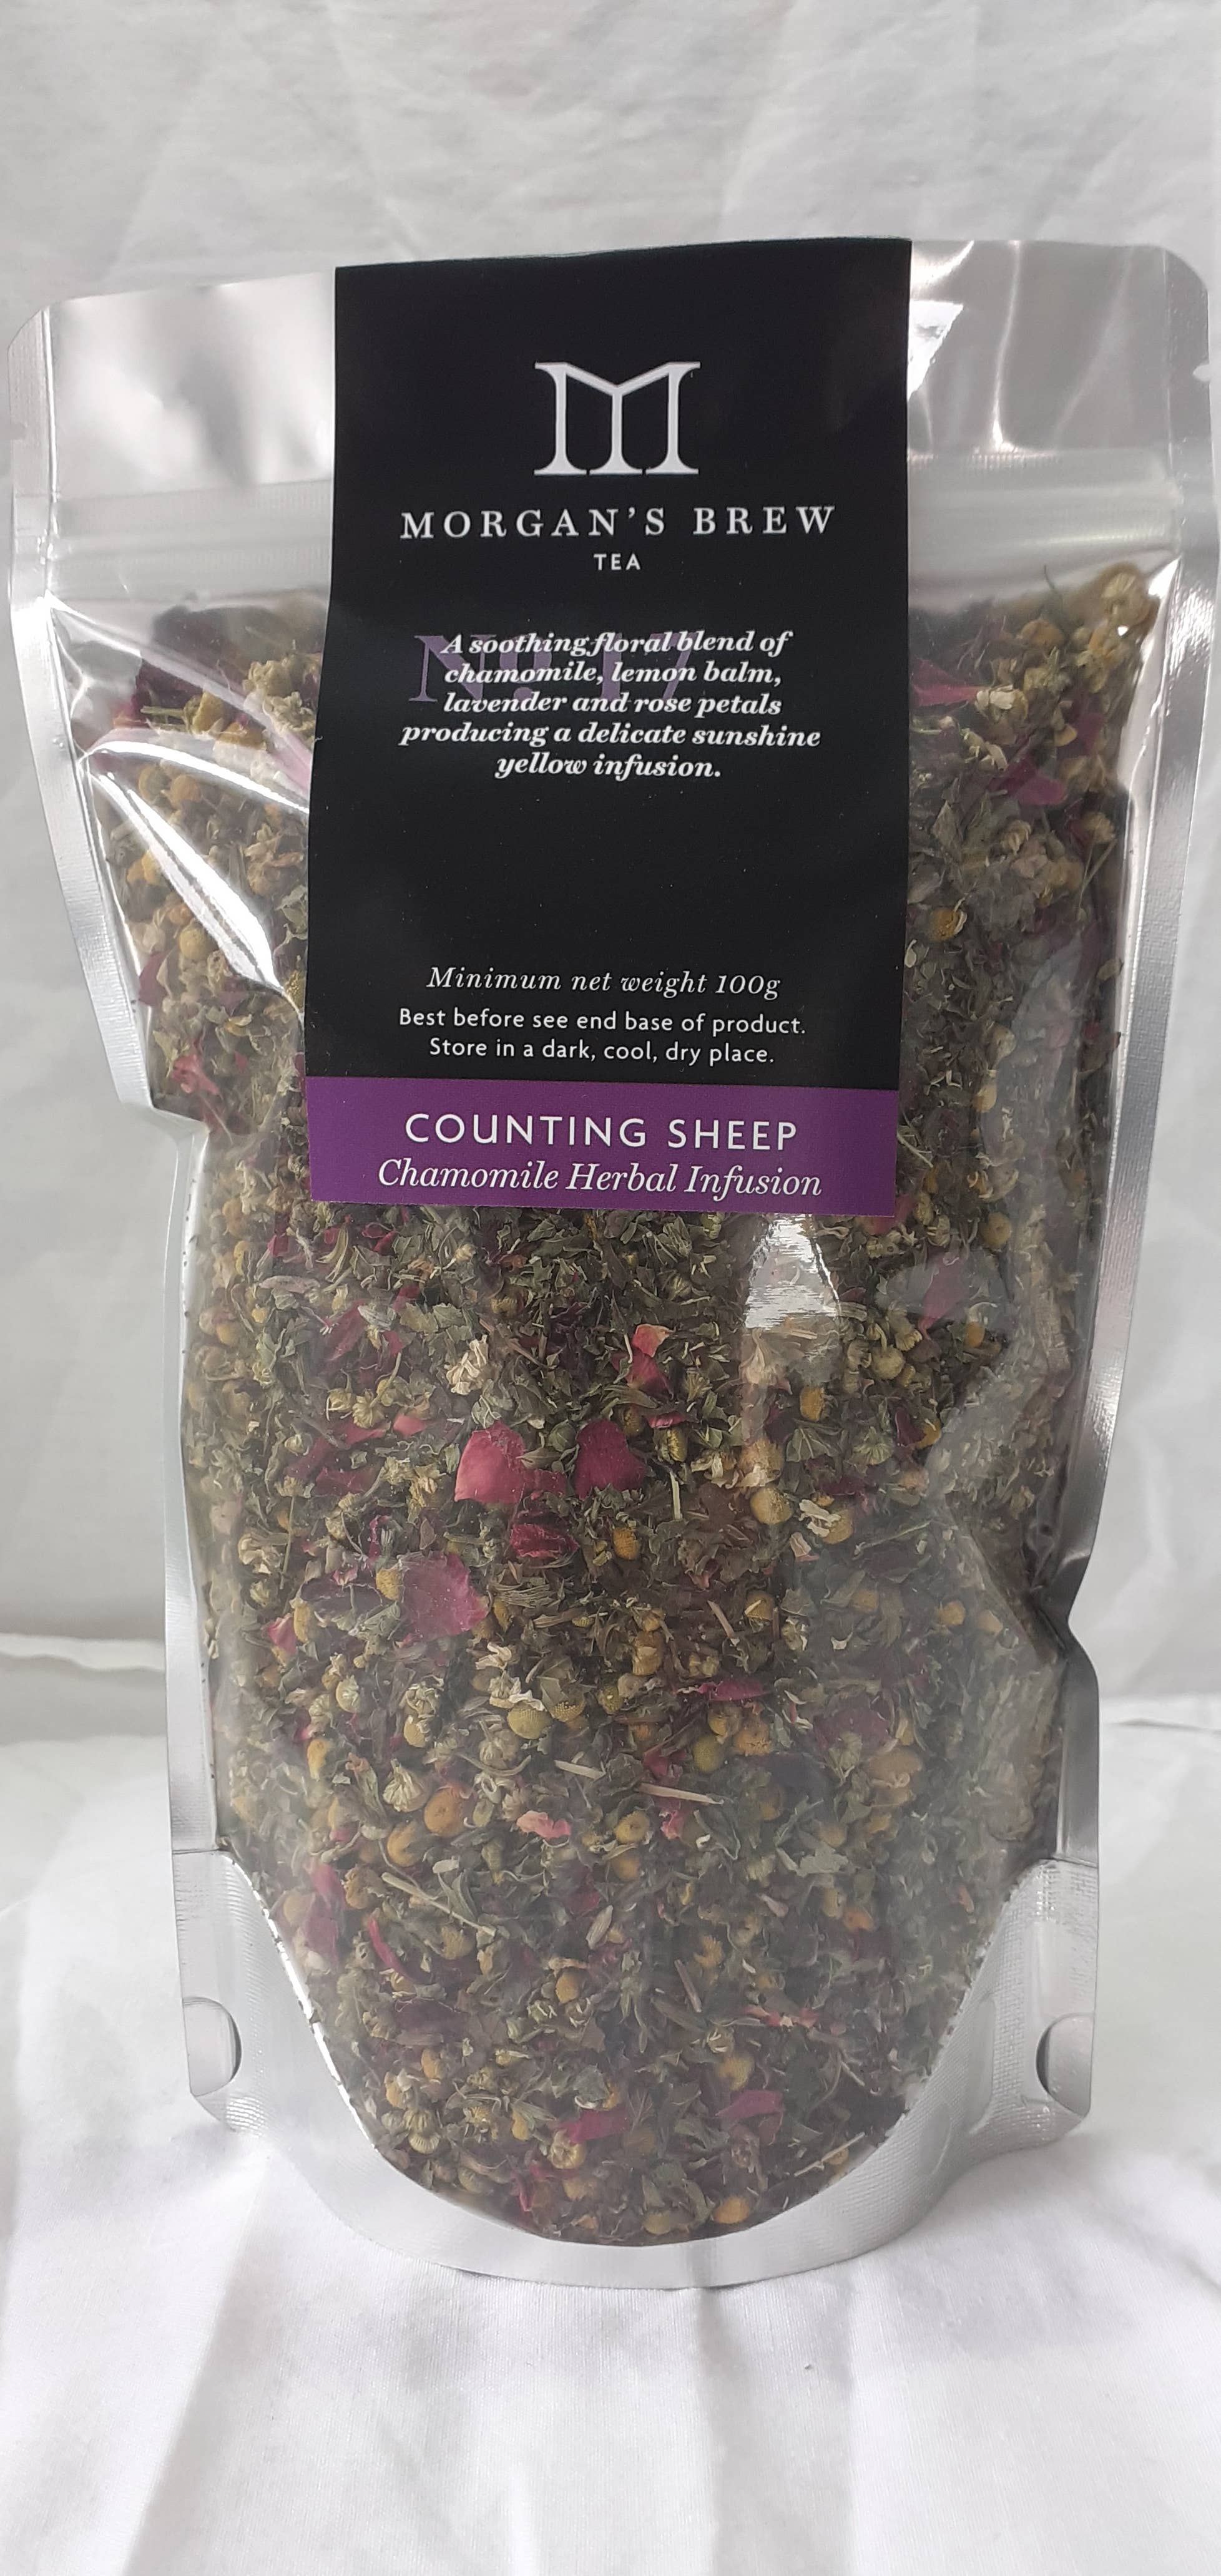 M
MORGAN'S BREW
TEA
A soothing floral blend of
chamomile, lemon balm,
lavender and rose petals
producing a delicate sunshine
yellow infusion.
Minimum net weight 100g
Best before see end base of product.
Store in a dark, cool, dry place.
COUNTING SHEEP
Chamomile Herbal Infusion